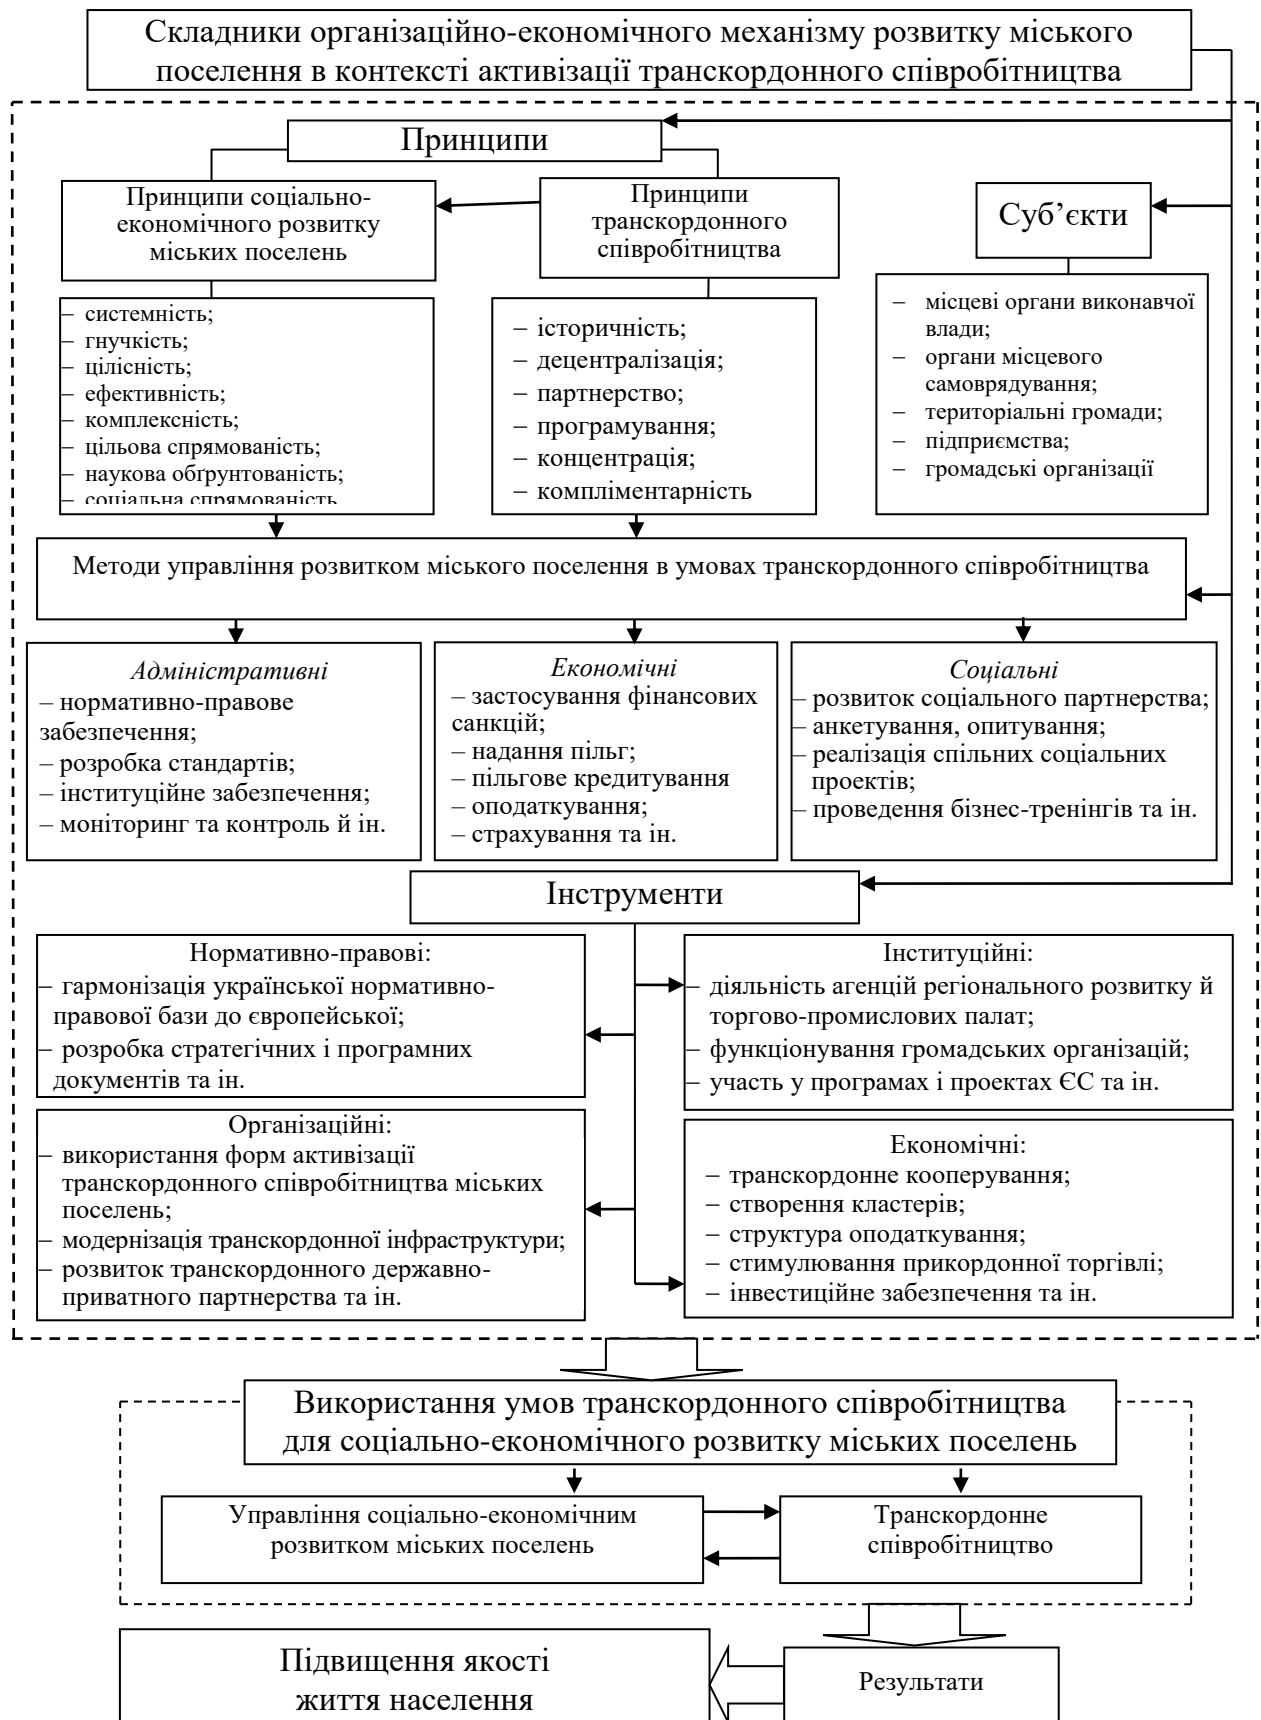 Складники організаційно-економічного механізму розвитку міського
поселення в контексті активізації транскордонного співробітництва
Принципи
Принципи соціально-
економічного розвитку
міських поселень
Принципи
транскордонного
співробітництва
Суб’єкти
– системність;
– гнучкість;
– цілісність;
– ефективність;
– комплексність;
– цільова спрямованість;
– наукова обґрунтованість;
– соціальна спрямованість
– історичність;
– децентралізація;
– партнерство;
– програмування;
– концентрація;
– компліментарність
– місцеві органи виконавчої
влади;
– органи місцевого
самоврядування;
– територіальні громади;
– підприємства;
– громадські організації
Методи управління розвитком міського поселення в умовах транскордонного співробітництва
Адміністративні
– нормативно-правове
забезпечення;
– розробка стандартів;
– інституційне забезпечення;
– моніторинг та контроль й ін.
Економічні
– застосування фінансових
санкцій;
– надання пільг;
– пільгове кредитування
– оподаткування;
– страхування та ін.
Соціальні
– розвиток соціального партнерства;
– анкетування, опитування;
– реалізація спільних соціальних
проектів;
– проведення бізнес-тренінгів та ін.
Інструменти
Нормативно-правові:
– гармонізація української нормативно-
правової бази до європейської;
– розробка стратегічних і програмних
документів та ін.
Інституційні:
– діяльність агенцій регіонального розвитку й
торгово-промислових палат;
– функціонування громадських організацій;
– участь у програмах і проектах ЄС та ін.
Організаційні:
– використання форм активізації
транскордонного співробітництва міських
поселень;
– модернізація транскордонної інфраструктури;
– розвиток транскордонного державно-
приватного партнерства та ін.
Економічні:
– транскордонне кооперування;
– створення кластерів;
– структура оподаткування;
– стимулювання прикордонної торгівлі;
– інвестиційне забезпечення та ін.
Використання умов транскордонного співробітництва
для соціально-економічного розвитку міських поселень
Управління соціально-економічним
розвитком міських поселень
Транскордонне
співробітництво
Підвищення якості
життя населення
Результати